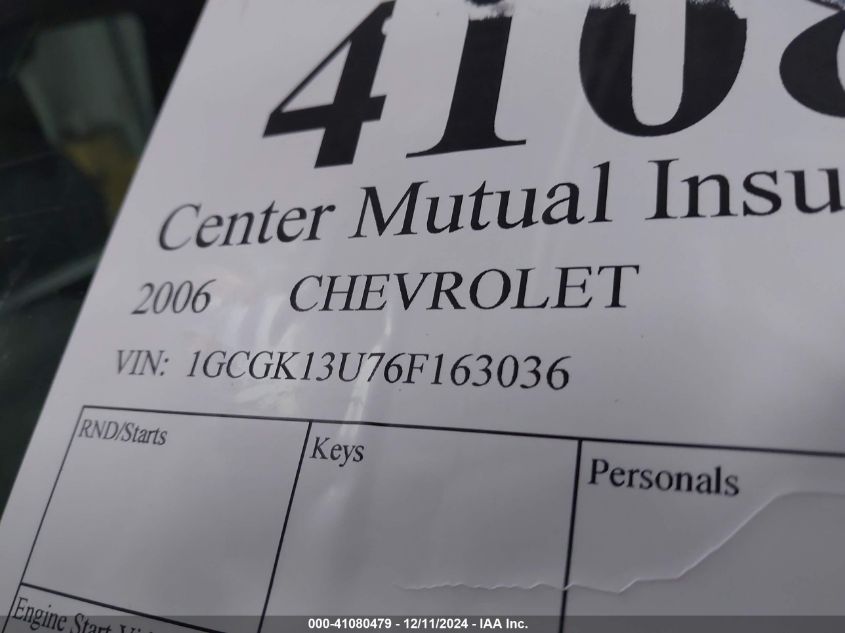 410
Center Mutual Insu
2006 CHEVROLET
VIN: 1GCGK13U76F163036
RND/Starts
Keys
Personals
Engine Start
000-41080479 - 12/11/2024 - IAA Inc.